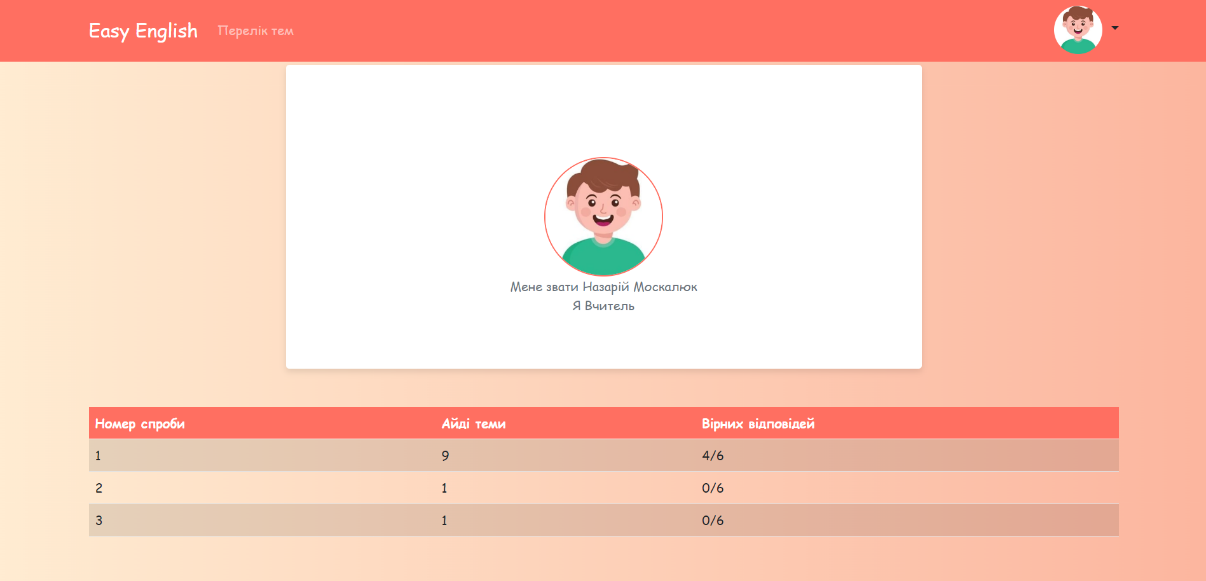 Easy English Перелік тем
Мене звати Назарій Москалюк
Я Вчитель
Номер спроби Айді теми Вірних відповідей
1 9 4/6
2 1 0/6
3 1 0/6